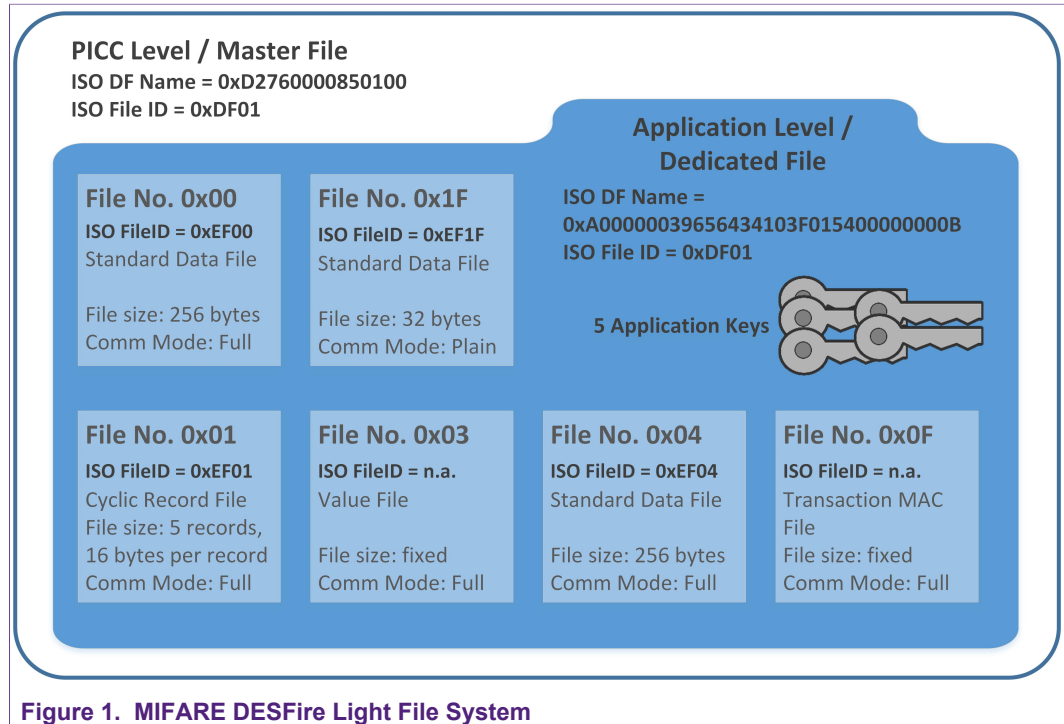 PICC Level / Master File
ISO DF Name = 0xD2760000850100
ISO File ID = 0xDF01
Application Level /
Dedicated File
ISO DF Name =
0xA00000039656434103F015400000000B
ISO File ID = 0xDF01
5 Application Keys
File No. 0x00
ISO FileID = 0xEF00
Standard Data File
File size: 256 bytes
Comm Mode: Full
File No. 0x1F
ISO FileID = 0xEF1F
Standard Data File
File size: 32 bytes
Comm Mode: Plain
File No. 0x01
ISO FileID = 0xEF01
Cyclic Record File
File size: 5 records,
16 bytes per record
Comm Mode: Full
File No. 0x03
ISO FileID = n.a.
Value File
File size: fixed
Comm Mode: Full
File No. 0x04
ISO FileID = 0xEF04
Standard Data File
File size: 256 bytes
Comm Mode: Full
File No. 0x0F
ISO FileID = n.a.
Transaction MAC
File
File size: fixed
Comm Mode: Full
Figure 1. MIFARE DESFire Light File System